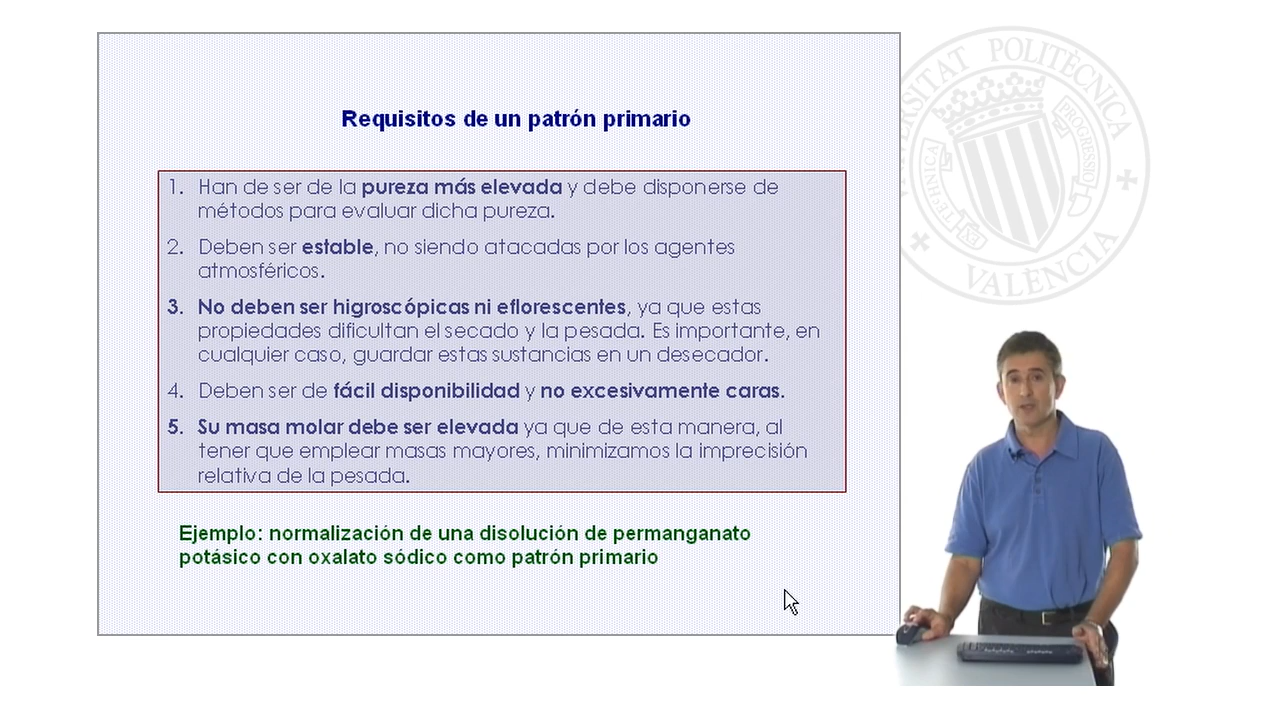 Requisitos de un patrón primario
1. Han de ser de la pureza más elevada y debe disponerse de
métodos para evaluar dicha pureza.
2. Deben ser estable, no siendo atacadas por los agentes
atmosféricos.
3. No deben ser higroscópicas ni eflorescentes, ya que estas
propiedades dificultan el secado y la pesada. Es importante, en
cualquier caso, guardar estas sustancias en un desecador.
4. Deben ser de fácil disponibilidad y no excesivamente caras.
5. Su masa molar debe ser elevada ya que de esta manera, al
tener que emplear masas mayores, minimizamos la imprecisión
relativa de la pesada.
Ejemplo: normalización de una disolución de permanganato
potásico con oxalato sódico como patrón primario
POLITÈCNICA
VALÈNCIA
PROGRESSIO
TECHNICA
EX